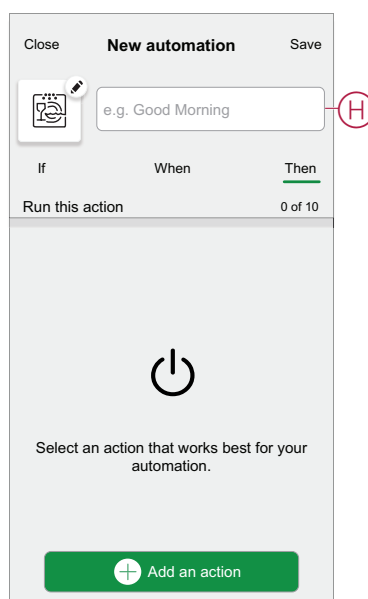 Close New automation Save
e.g. Good Morning
H
If When Then
Run this action 0 of 10
Select an action that works best for your
automation.
Add an action